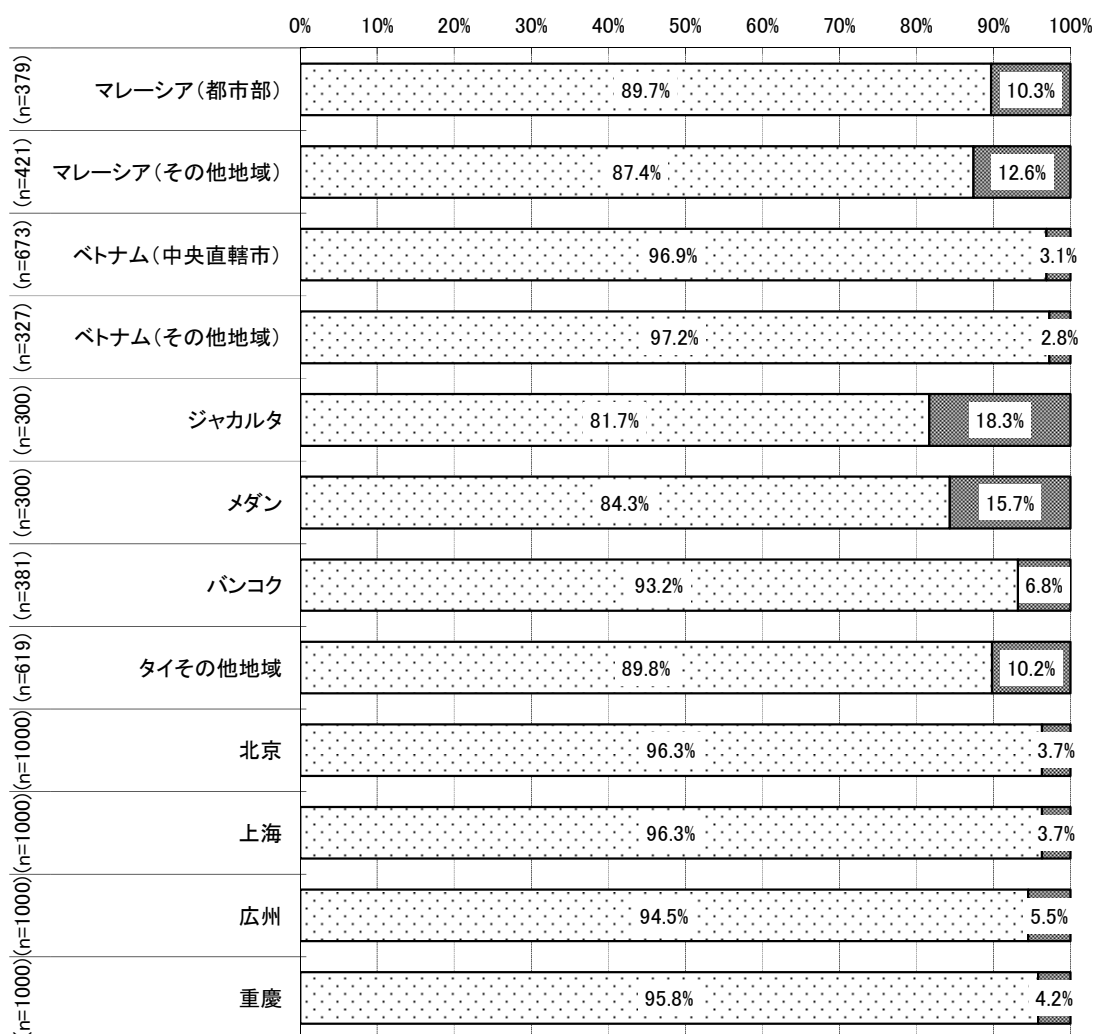 0% 10% 20% 30% 40% 50% 60% 70% 80% 90% 100%
(n=379) マレーシア(都市部) 89.7% 10.3%
(n=421) マレーシア(その他地域) 87.4% 12.6%
(n=673) ベトナム(中央直轄市) 96.9% 3.1%
(n=327) ベトナム(その他地域) 97.2% 2.8%
(n=300) ジャカルタ 81.7% 18.3%
(n=300) メダン 84.3% 15.7%
(n=381) バンコク 93.2% 6.8%
(n=619) タイその他地域 89.8% 10.2%
(n=1000) 北京 96.3% 3.7%
(n=1000) 上海 96.3% 3.7%
(n=1000) 広州 94.5% 5.5%
(n=1000) 重慶 95.8% 4.2%